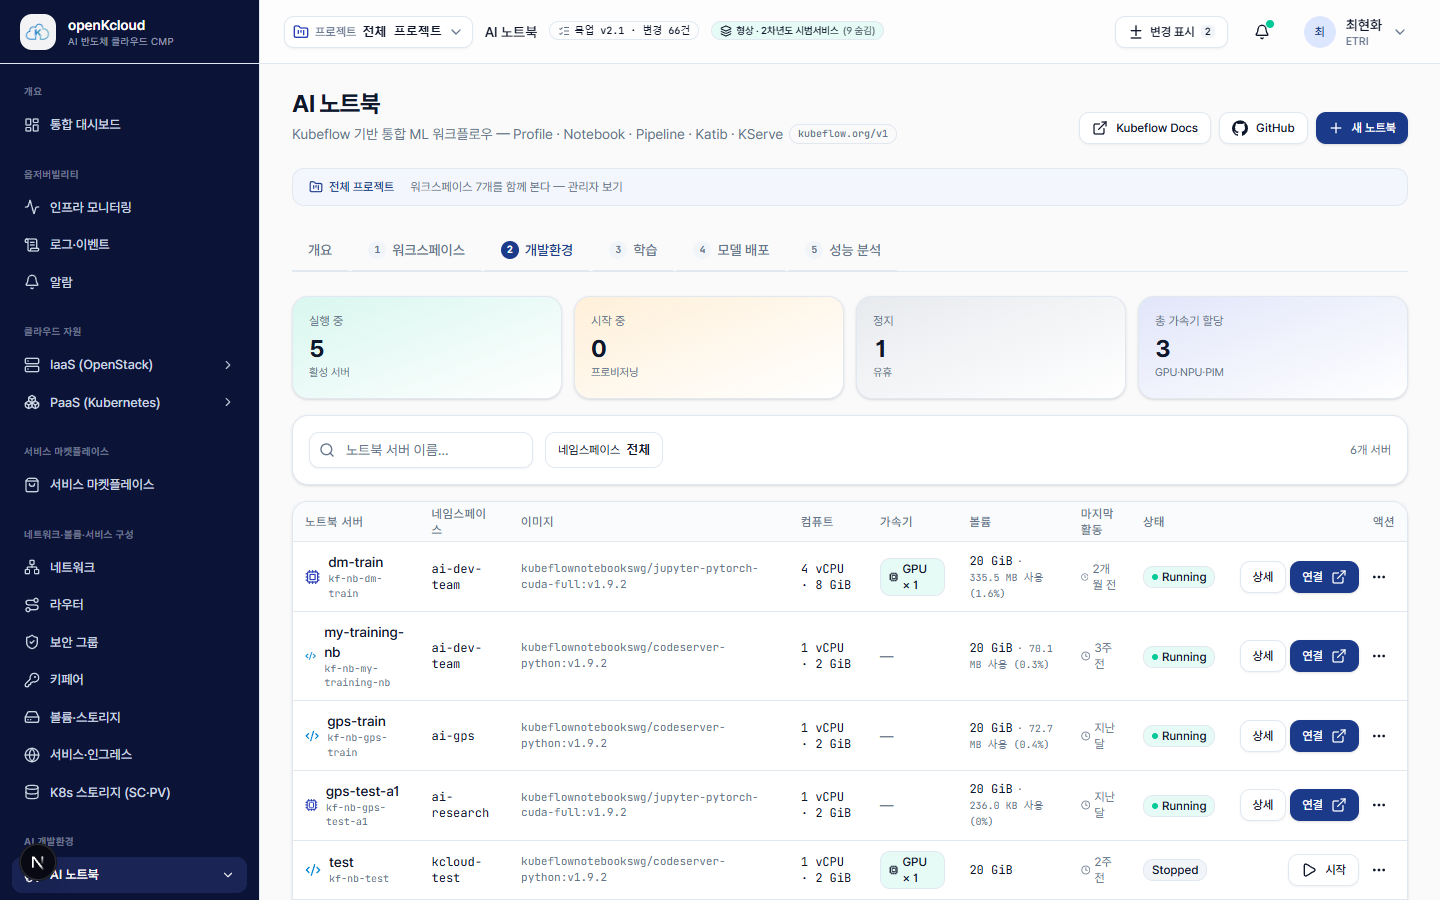 openKcloud
AI 반도체 클라우드 CMP
개요
통합 대시보드
옵저버빌리티
인프라 모니터링
로그·이벤트
알람
클라우드 자원
IaaS (OpenStack)
PaaS (Kubernetes)
서비스 마켓플레이스
서비스 마켓플레이스
네트워크·볼륨·서비스 구성
네트워크
라우터
보안 그룹
키페어
볼륨·스토리지
서비스·인그레스
K8s 스토리지 (SC·PV)
AI 개발환경
N
AI 노트북
프로젝트 전체 프로젝트
AI 노트북
목업 v2.1 · 변경 66건
형상 · 2차년도 시범서비스 (9 숨김)
변경 표시 2
최
최현화
ETRI
AI 노트북
Kubeflow 기반 통합 ML 워크플로우 — Profile · Notebook · Pipeline · Katib · KServe kubeflow.org/v1
Kubeflow Docs
GitHub
새 노트북
전체 프로젝트 워크스페이스 7개를 함께 본다 — 관리자 보기
개요
1 워크스페이스
2 개발환경
3 학습
4 모델 배포
5 성능 분석
실행 중
5
활성 서버
시작 중
0
프로비저닝
정지
1
유휴
총 가속기 할당
3
GPU·NPU·PIM
노트북 서버 이름...
네임스페이스 전체
6개 서버
노트북 서버
네임스페이
스
이미지
컴퓨트
가속기
볼륨
마지막
활동
상태
액션
dm-train
kf-nb-dm-
train
ai-dev-
team
kubeflownotebookswg/jupyter-pytorch-
cuda-full:v1.9.2
4 vCPU
· 8 GiB
GPU
× 1
20 GiB ·
335.5 MB 사용
(1.6%)
2개
월 전
Running
상세
연결
my-training-
nb
kf-nb-my-
training-nb
ai-dev-
team
kubeflownotebookswg/codeserver-
python:v1.9.2
1 vCPU
· 2 GiB
—
20 GiB · 70.1
MB 사용 (0.3%)
3주
전
Running
상세
연결
gps-train
kf-nb-gps-
train
ai-gps
kubeflownotebookswg/codeserver-
python:v1.9.2
1 vCPU
· 2 GiB
—
20 GiB · 72.7
MB 사용 (0.4%)
지난
달
Running
상세
연결
gps-test-a1
kf-nb-gps-
test-a1
ai-
research
kubeflownotebookswg/jupyter-pytorch-
cuda-full:v1.9.2
1 vCPU
· 2 GiB
—
20 GiB ·
236.0 KB 사용
(0%)
지난
달
Running
상세
연결
test
kf-nb-test
kcloud-
test
kubeflownotebookswg/codeserver-
python:v1.9.2
1 vCPU
· 2 GiB
GPU
× 1
20 GiB
2주
전
Stopped
시작